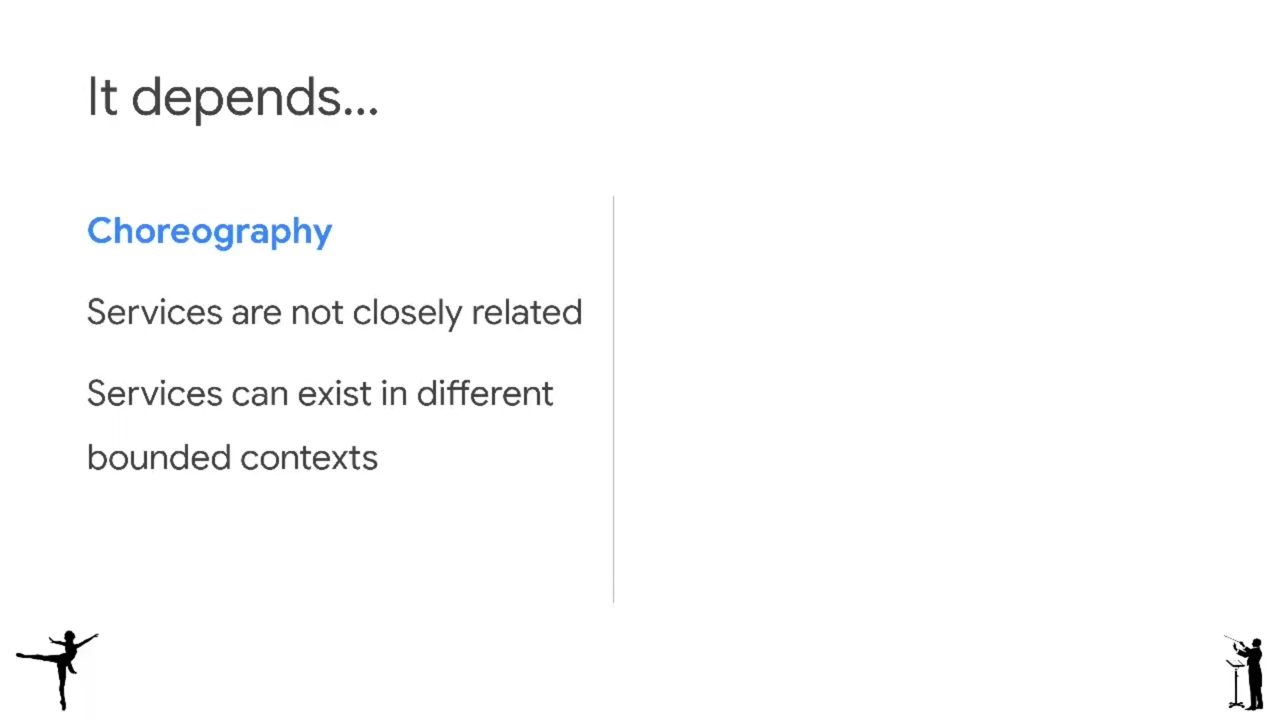 It depends...
Choreography
Services are not closely related
Services can exist in different
bounded contexts